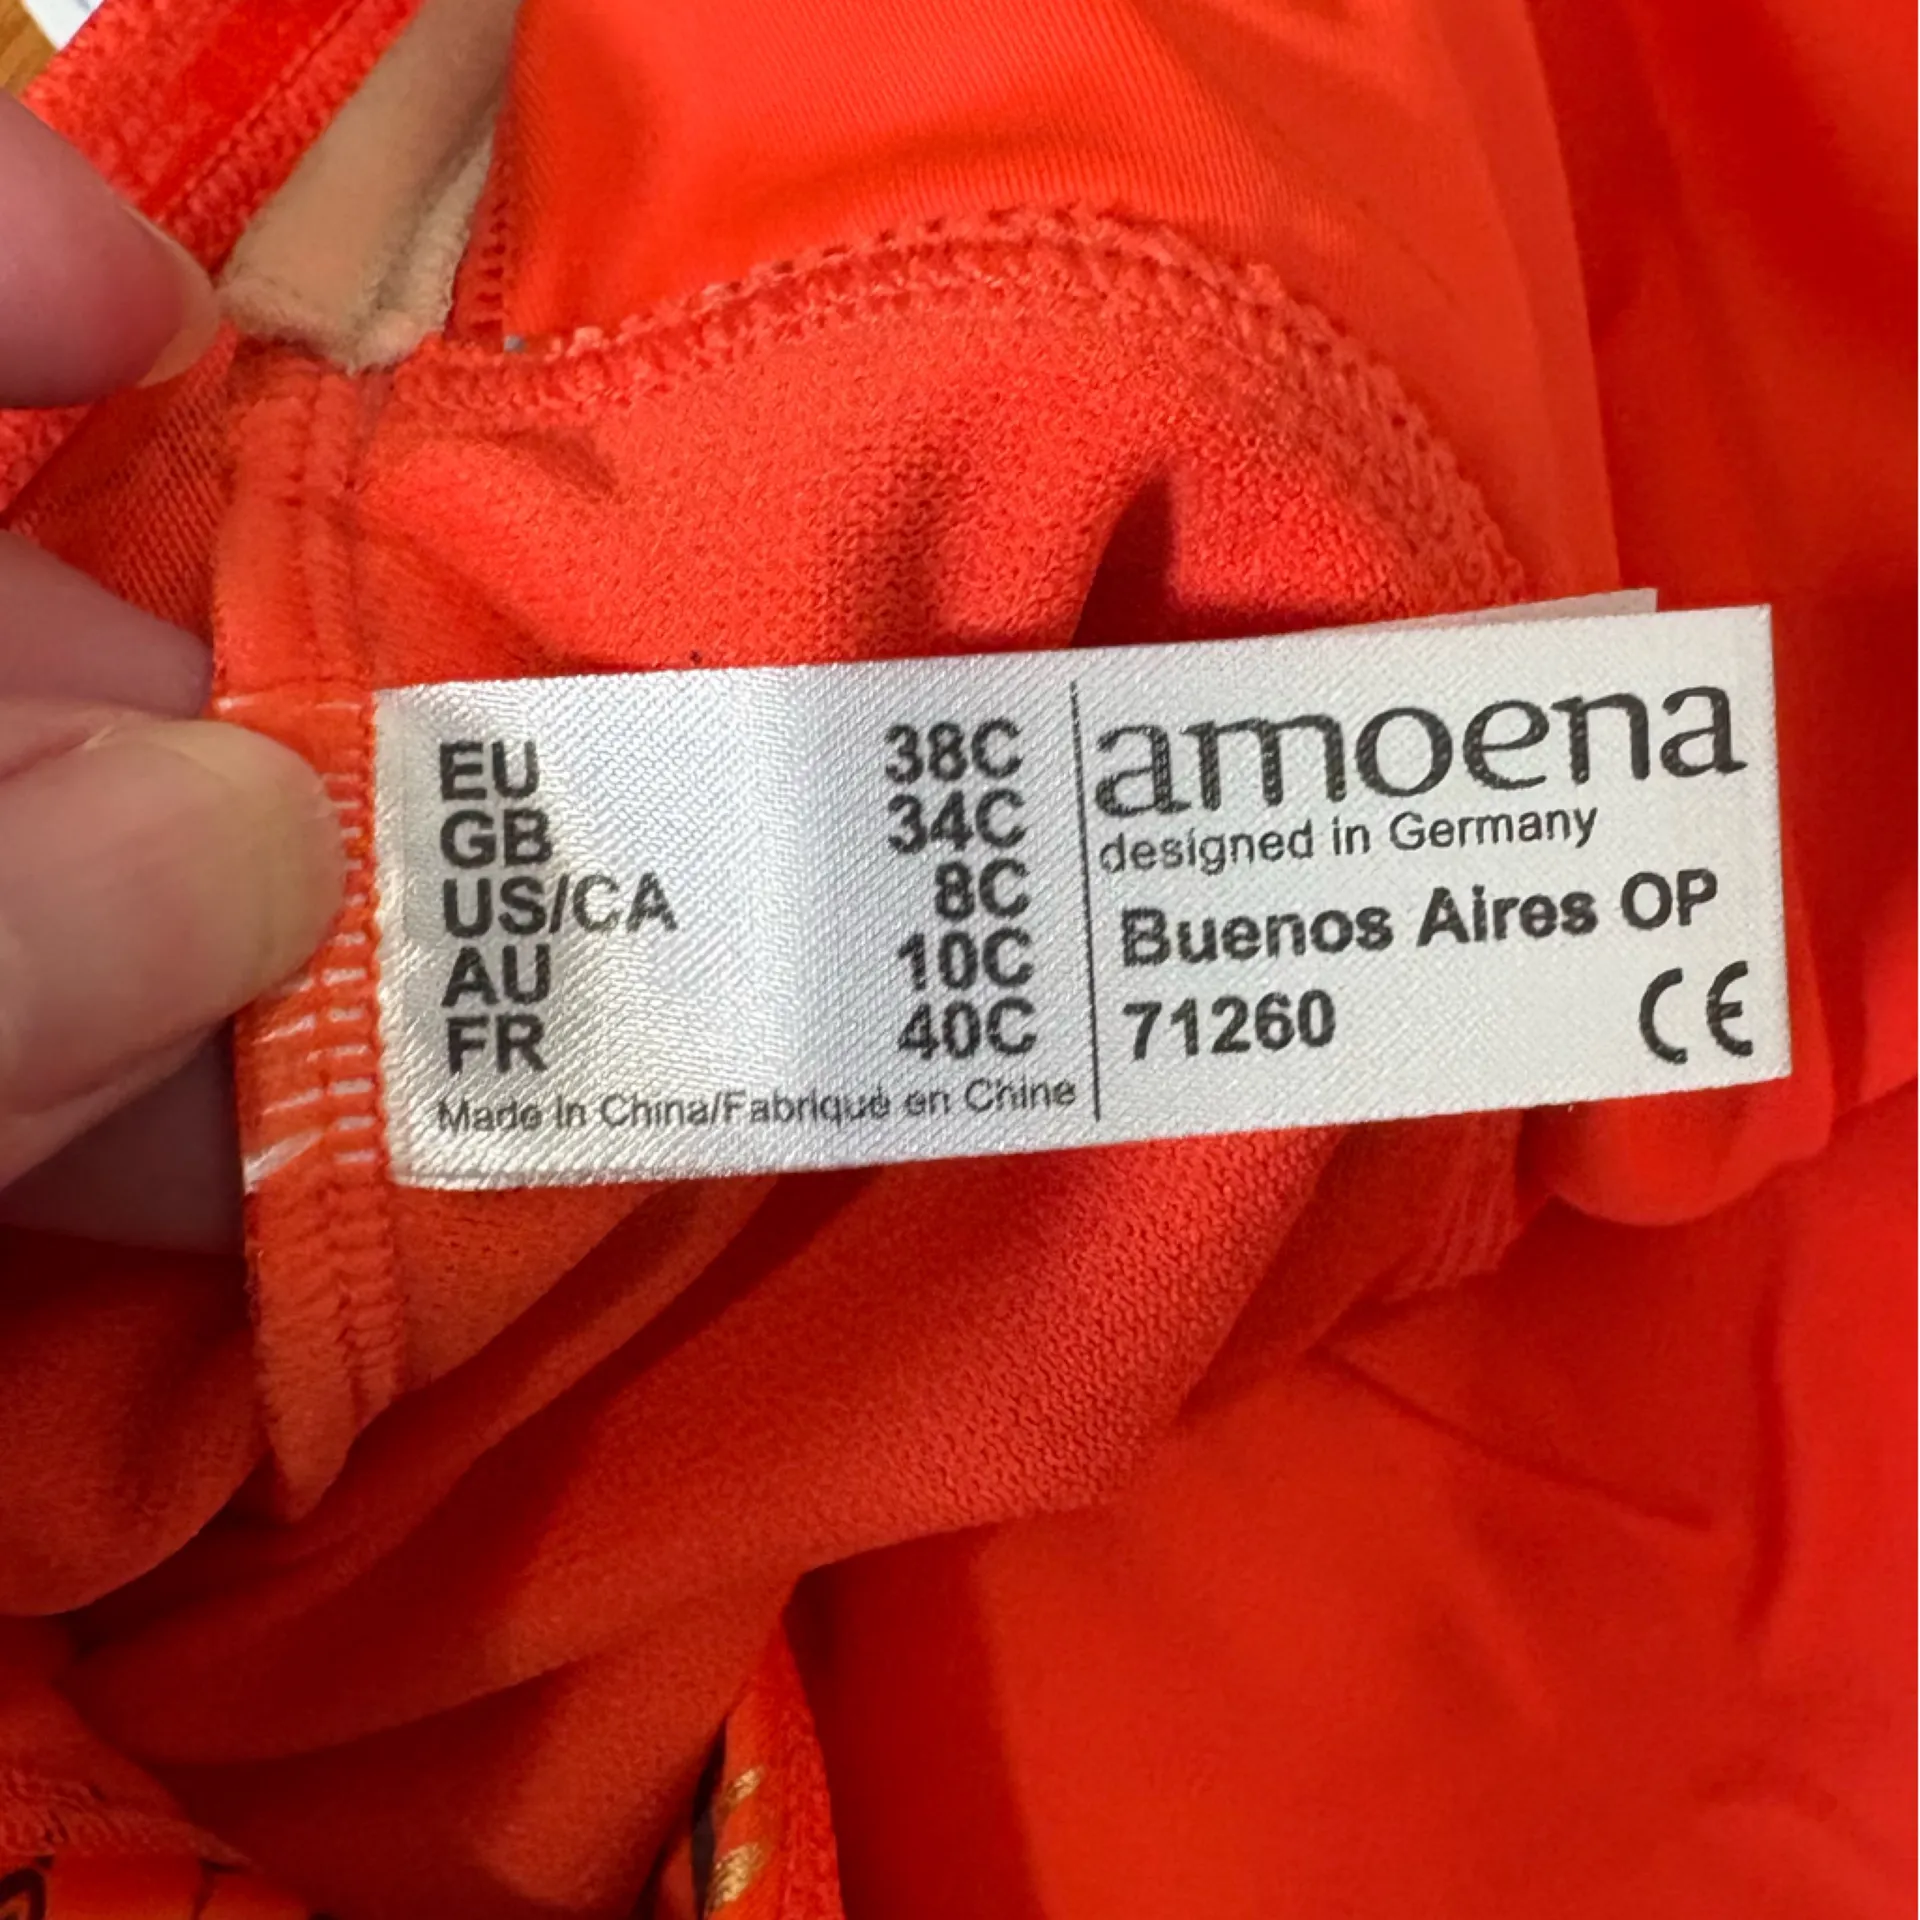 EU 38C
GB 34C
US/CA 8C
AU 10C
FR 40C
Made in China/Fabriqué en Chine
amoena
designed in Germany
Buenos Aires OP
71260 CE